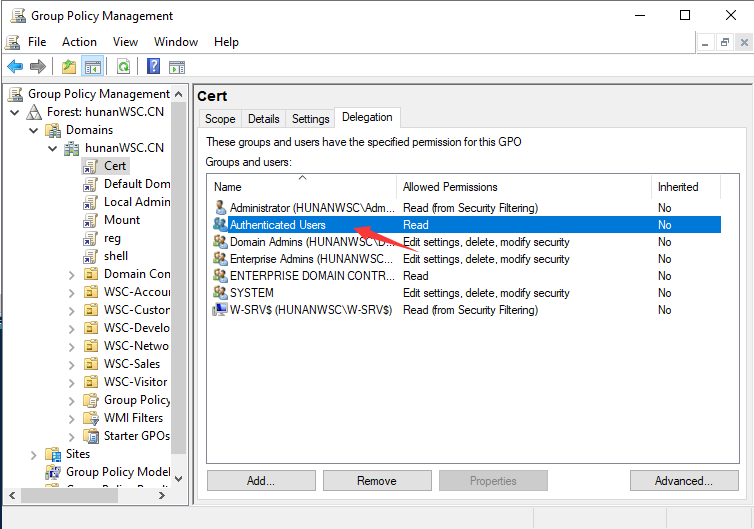 Group Policy Management
File Action View Window Help
Group Policy Management
Forest: hunanWSC.CN
Domains
hunanWSC.CN
Cert
Default Dom
Local Admin
Mount
reg
shell
Domain Con
WSC-Accou
WSC-Custon
WSC-Develo
WSC-Netwo
WSC-Sales
WSC-Visitor
Group Policy
WMI Filters
Starter GPOs
Sites
Group Policy Model
Cert
Scope Details Settings Delegation
These groups and users have the specified permission for this GPO
Groups and users:
Name Allowed Permissions Inherited
Administrator (HUNANWSC\Adm... Read (from Security Filtering) No
Authenticated Users Read No
Domain Admins (HUNANWSC\D... Edit settings, delete, modify security No
Enterprise Admins (HUNANWSC... Edit settings, delete, modify security No
ENTERPRISE DOMAIN CONTR... Read No
SYSTEM Edit settings, delete, modify security No
W-SRV$ (HUNANWSC\W-SRV$) Read (from Security Filtering) No
Add... Remove Properties Advanced...